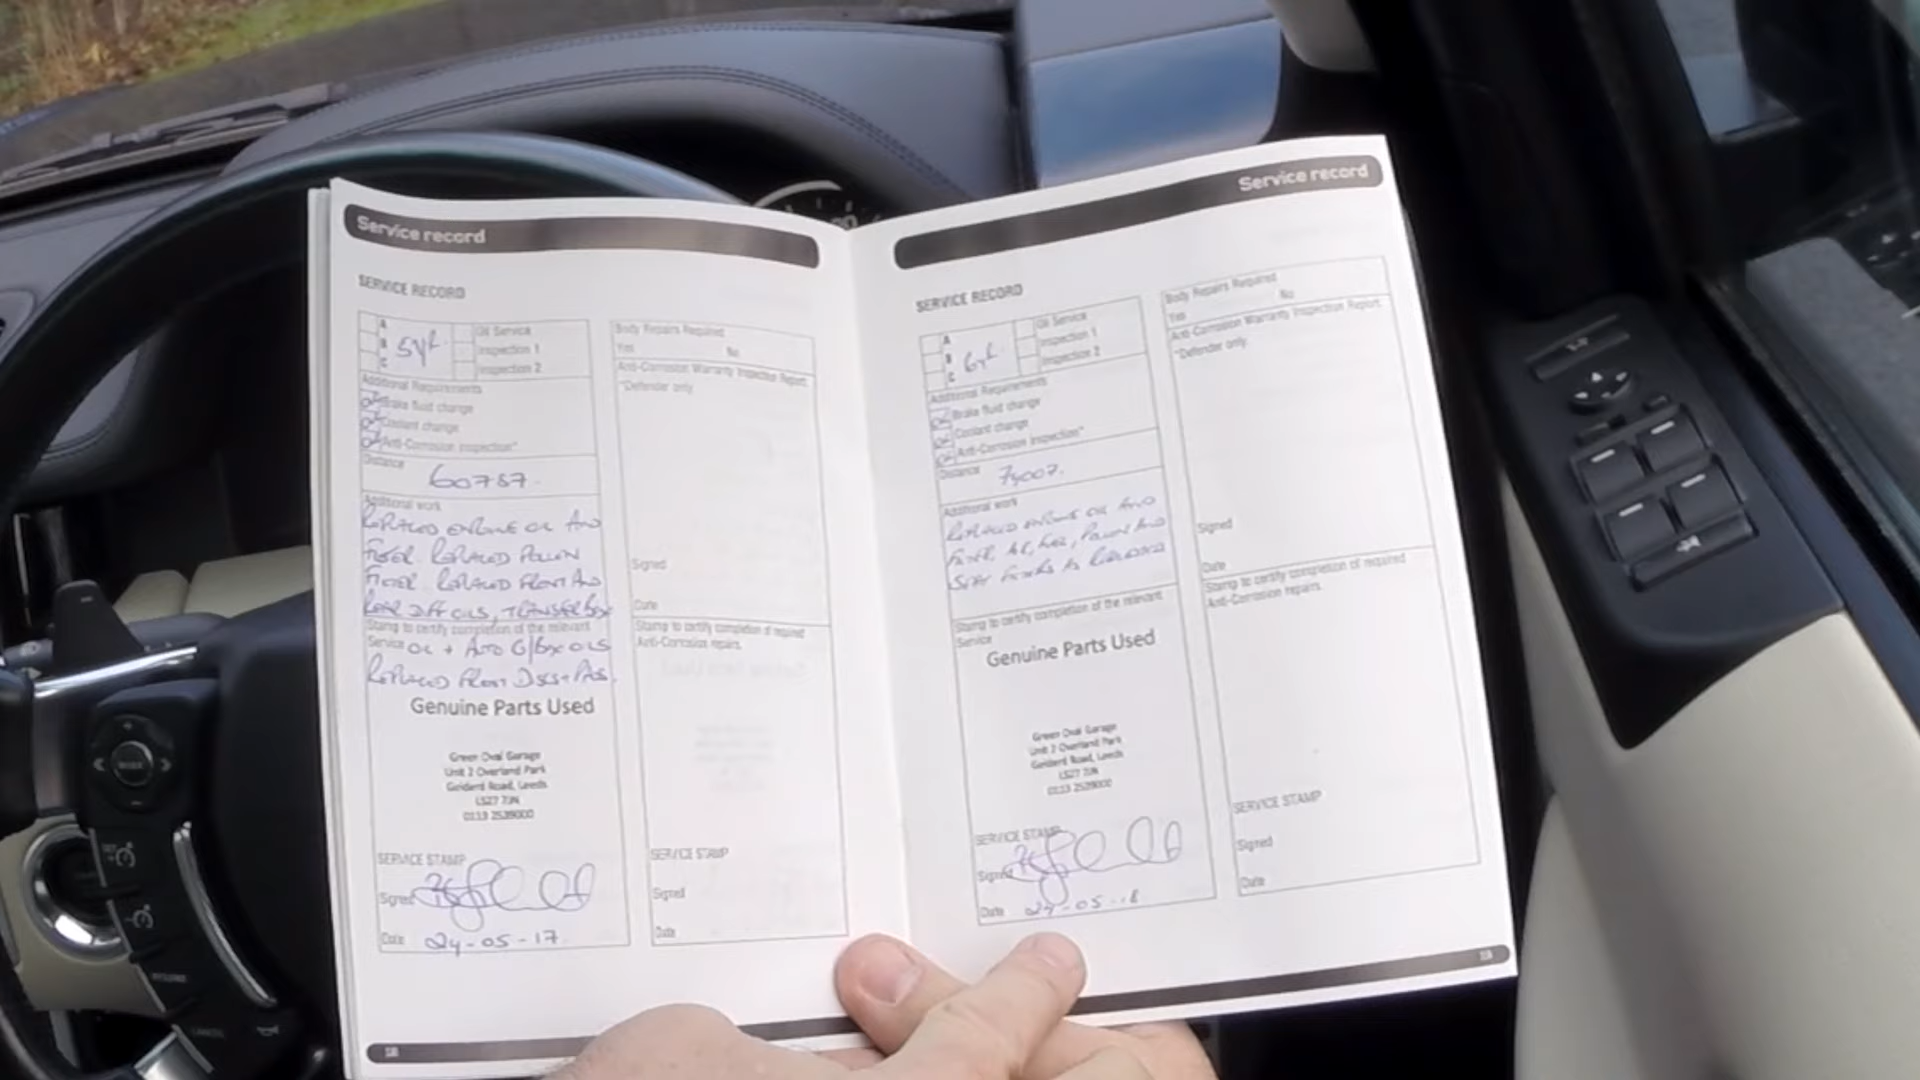 Service record
SERVICE RECORD
A
B
C
5yr.
Oil Service
Inspection 1
Inspection 2
Additional Requirements
Brake fluid change
Coolant change
Anti-Corrosion inspection*
Distance
60787.
Additional work
REPLACED ENGINE OIL AND
FILTER. REPLACED POLLEN
FILTER. REPLACED FRONT AND
REAR DIFF OILS, TRANSFER BOX
Stamp to certify completion of the relevant
Service
OIL + AUTO G/BOX OILS
REPLACED FRONT DISCS + PADS.
Genuine Parts Used
Green Oval Garage
Unit 2 Overland Park
Gelderd Road, Leeds
LS27 7JN
0113 2528000
SERVICE STAMP
Signed
Date 24-05-17
Body Repairs Required
Yes No
Anti-Corrosion Warranty Inspection Report:
*Defender only.
Signed
Date
Stamp to certify completion of required
Anti-Corrosion repairs.
SERVICE STAMP
Signed
Date
Service record
SERVICE RECORD
A
B
C
6yr.
Oil Service
Inspection 1
Inspection 2
Additional Requirements
Brake fluid change
Coolant change
Anti-Corrosion inspection*
Distance
75007.
Additional work
REPLACED ENGINE OIL AND
FILTER, AIR, FUEL, POLLEN AND
AS REQUIRED
Stamp to certify completion of the relevant
Service
Genuine Parts Used
Green Oval Garage
Unit 2 Overland Park
Gelderd Road, Leeds
LS27 7JN
0113 2528000
SERVICE STAMP
Signed
Date 24-05-18
Body Repairs Required
Yes No
Anti-Corrosion Warranty Inspection Report:
*Defender only.
Signed
Date
Stamp to certify completion of required
Anti-Corrosion repairs.
SERVICE STAMP
Signed
Date
MODE
RESUME
CANCEL